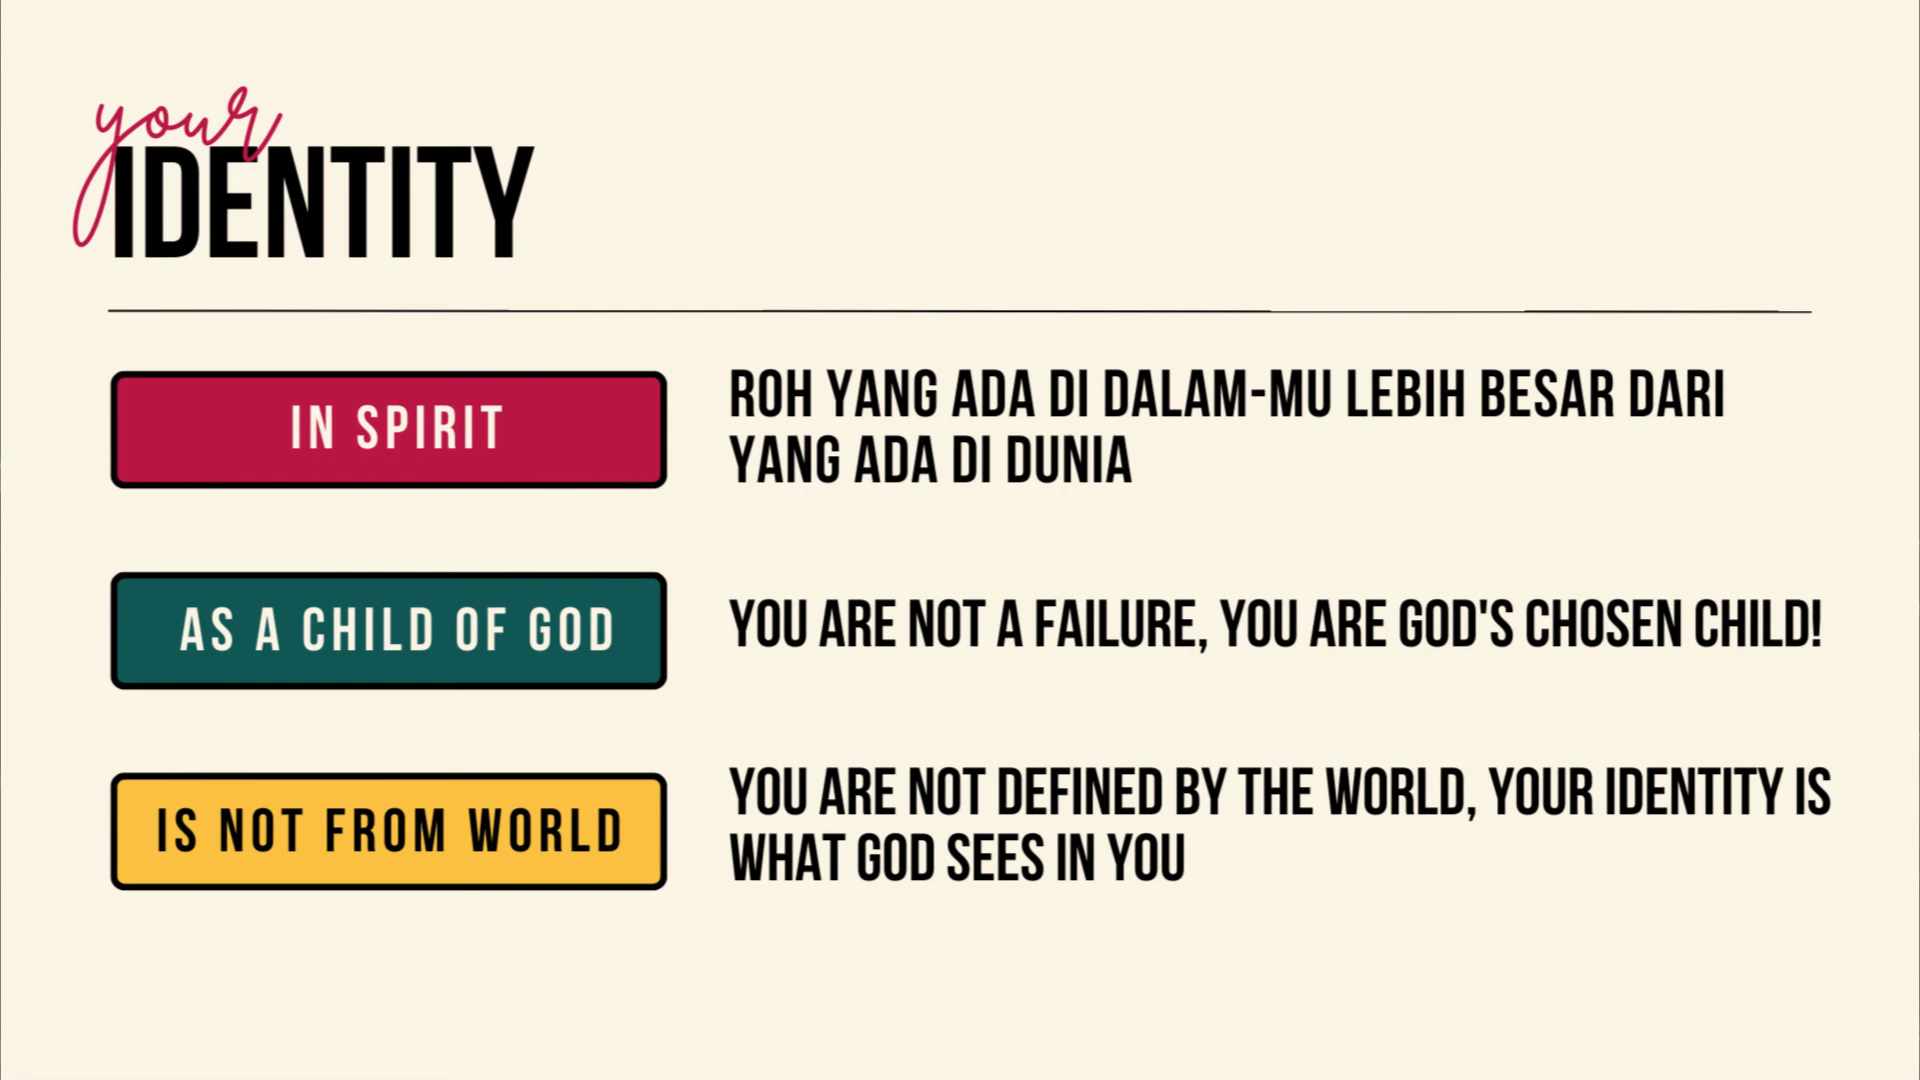 your
IDENTITY
IN SPIRIT
ROH YANG ADA DI DALAM-MU LEBIH BESAR DARI
YANG ADA DI DUNIA
AS A CHILD OF GOD
YOU ARE NOT A FAILURE, YOU ARE GOD'S CHOSEN CHILD!
IS NOT FROM WORLD
YOU ARE NOT DEFINED BY THE WORLD, YOUR IDENTITY IS
WHAT GOD SEES IN YOU